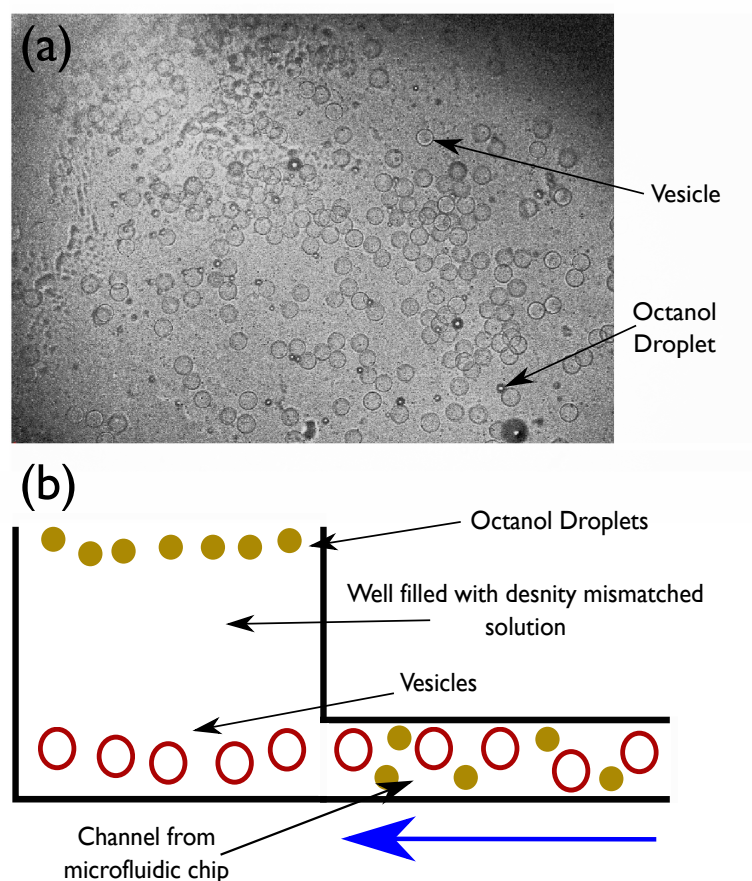 (a)
Vesicle
Octanol
Droplet
(b)
Octanol Droplets
Well filled with desnity mismatched
solution
Vesicles
Channel from
microfluidic chip